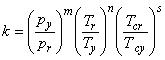 k = (p_y / p_r)^m (T_r / T_y)^n (T_cr / T_cy)^s